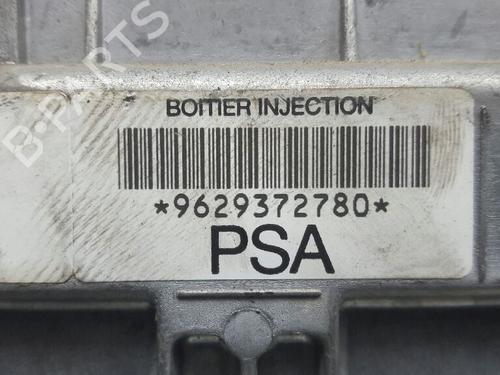 B-PARTS
BOITIER INJECTION
*9629372780*
PSA